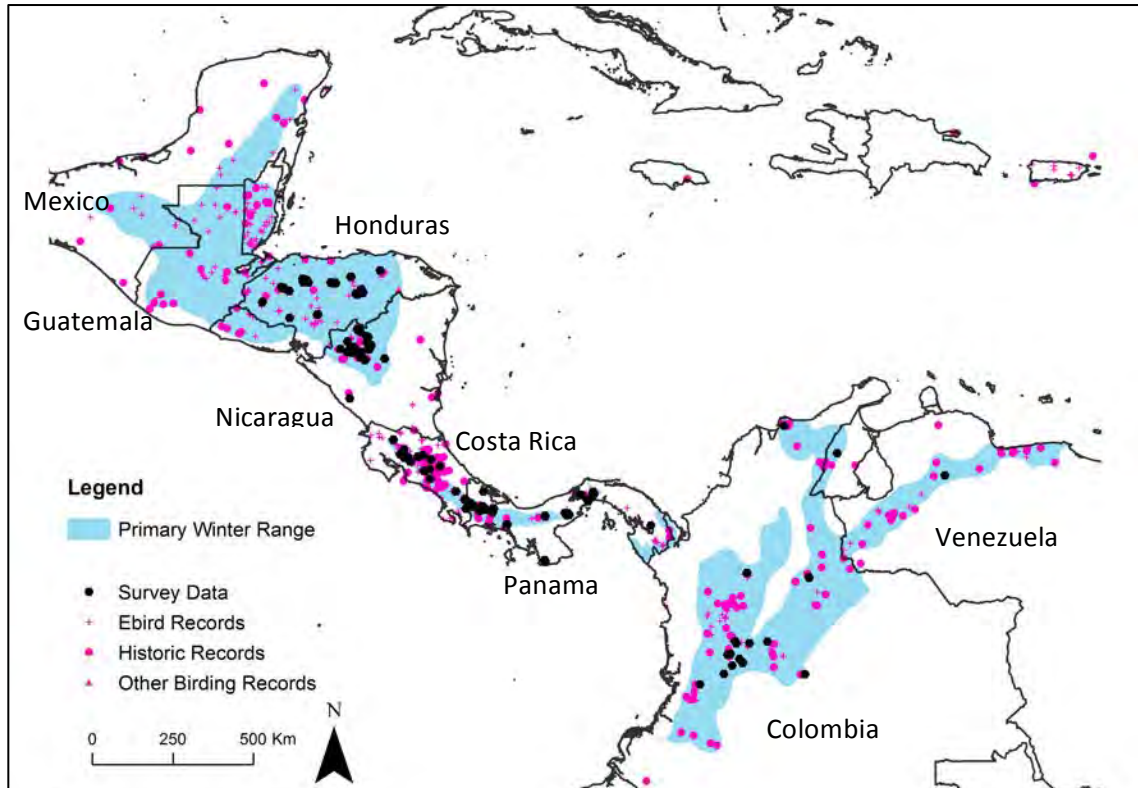 Mexico
Honduras
Guatemala
Nicaragua
Costa Rica
Legend
Primary Winter Range
Venezuela
Panama
Survey Data
Ebird Records
Historic Records
Other Birding Records
Colombia
N
0 250 500 Km